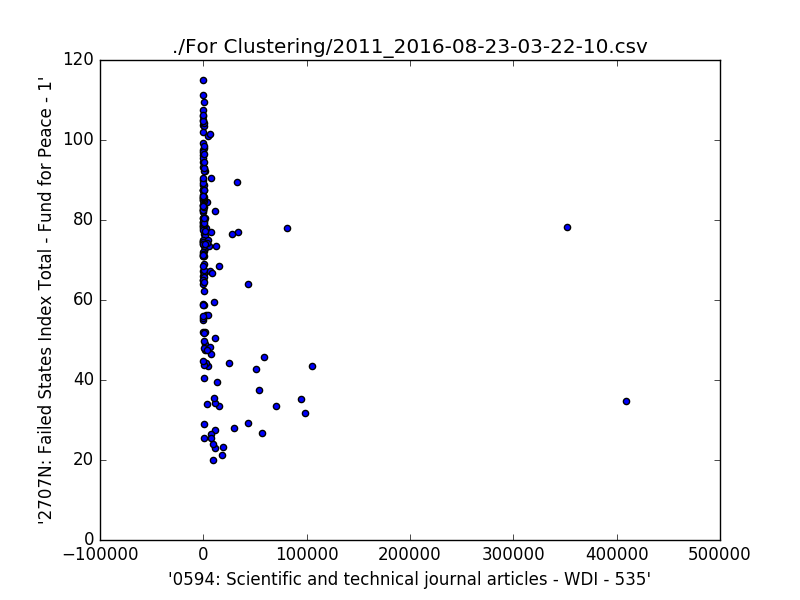 ./For Clustering/2011_2016-08-23-03-22-10.csv
120
100
80
60
40
20
0
'2707N: Failed States Index Total - Fund for Peace - 1'
−100000 0 100000 200000 300000 400000 500000
'0594: Scientific and technical journal articles - WDI - 535'